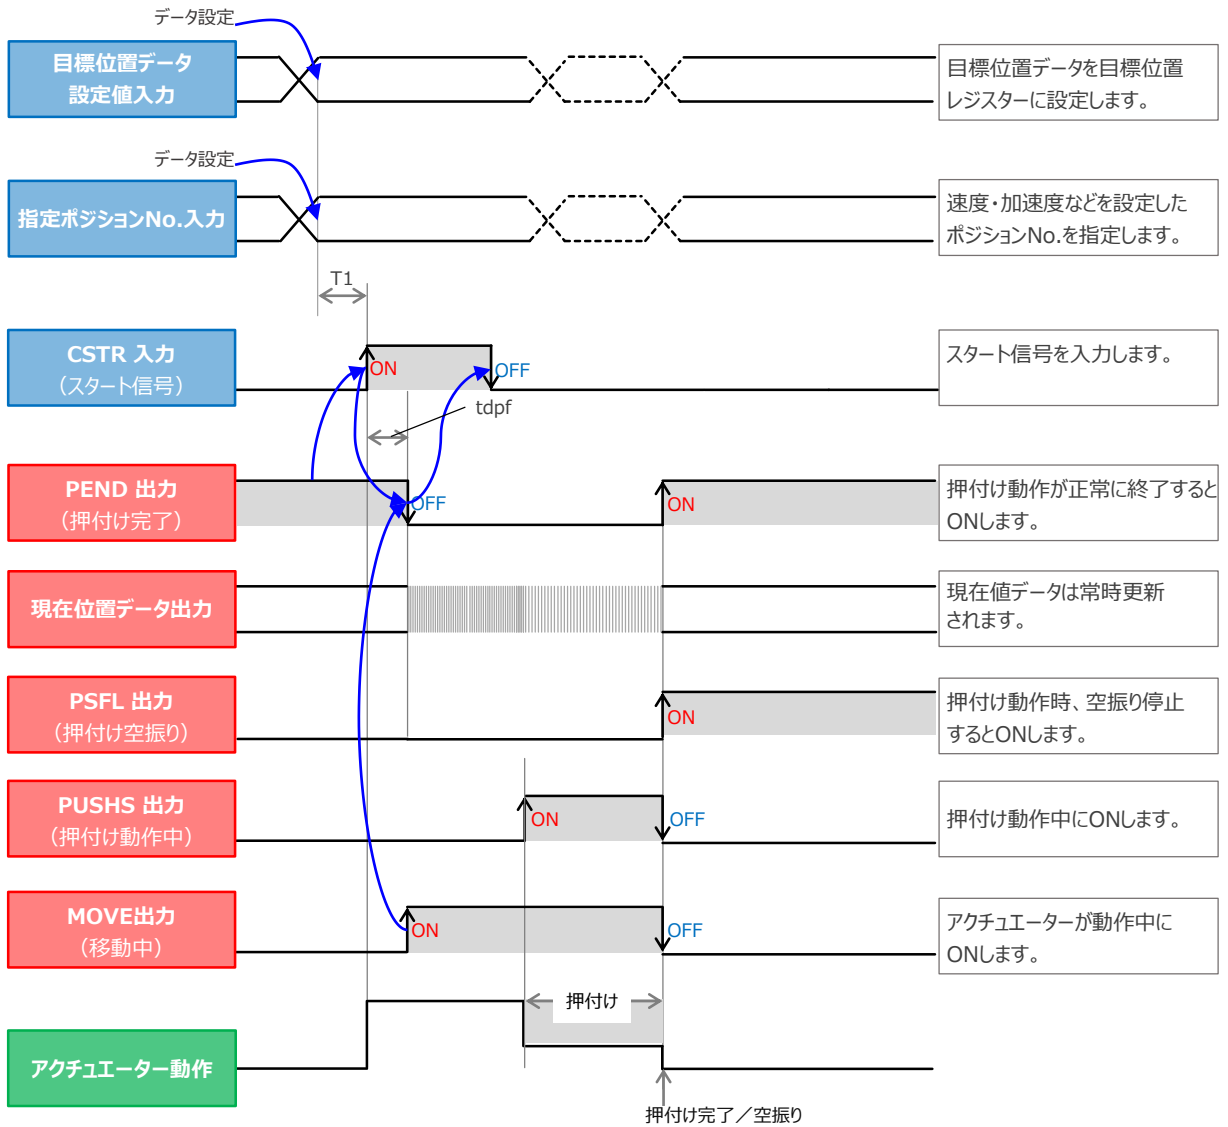 データ設定
目標位置データ
設定値入力
目標位置データを目標位置
レジスターに設定します。
データ設定
指定ポジションNo.入力
速度・加速度などを設定した
ポジションNo.を指定します。
T1
CSTR 入力
（スタート信号）
ON
OFF
スタート信号を入力します。
tdpf
PEND 出力
（押付け完了）
OFF
ON
押付け動作が正常に終了すると
ONします。
現在位置データ出力
現在値データは常時更新
されます。
PSFL 出力
（押付け空振り）
ON
押付け動作時、空振り停止
するとONします。
PUSHS 出力
（押付け動作中）
ON
OFF
押付け動作中にONします。
MOVE出力
（移動中）
ON
OFF
アクチュエーターが動作中に
ONします。
押付け
アクチュエーター動作
押付け完了／空振り